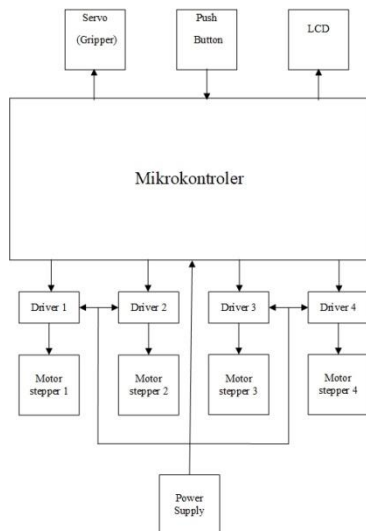 Servo
(Gripper)
Push
Button
LCD
Mikrokontroler
Driver 1
Driver 2
Driver 3
Driver 4
Motor
stepper 1
Motor
stepper 2
Motor
stepper 3
Motor
stepper 4
Power
Supply